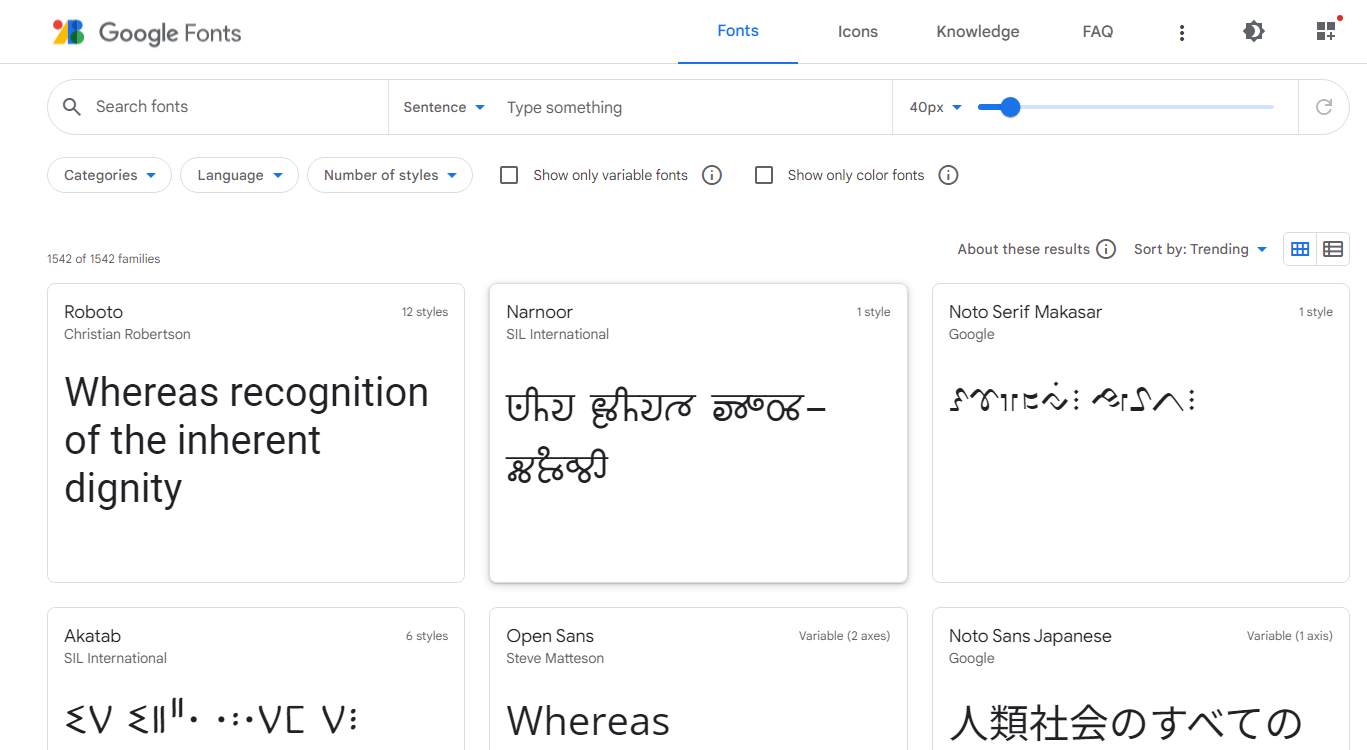 Google Fonts
Fonts
Icons
Knowledge
FAQ
Search fonts
Sentence
Type something
40px
Categories
Language
Number of styles
Show only variable fonts
Show only color fonts
1542 of 1542 families
About these results
Sort by: Trending
Roboto
12 styles
Christian Robertson
Whereas recognition
of the inherent
dignity
Narnoor
1 style
SIL International
Noto Serif Makasar
1 style
Google
Akatab
6 styles
SIL International
Open Sans
Variable (2 axes)
Steve Matteson
Whereas
Noto Sans Japanese
Variable (1 axis)
Google
人類社会のすべての